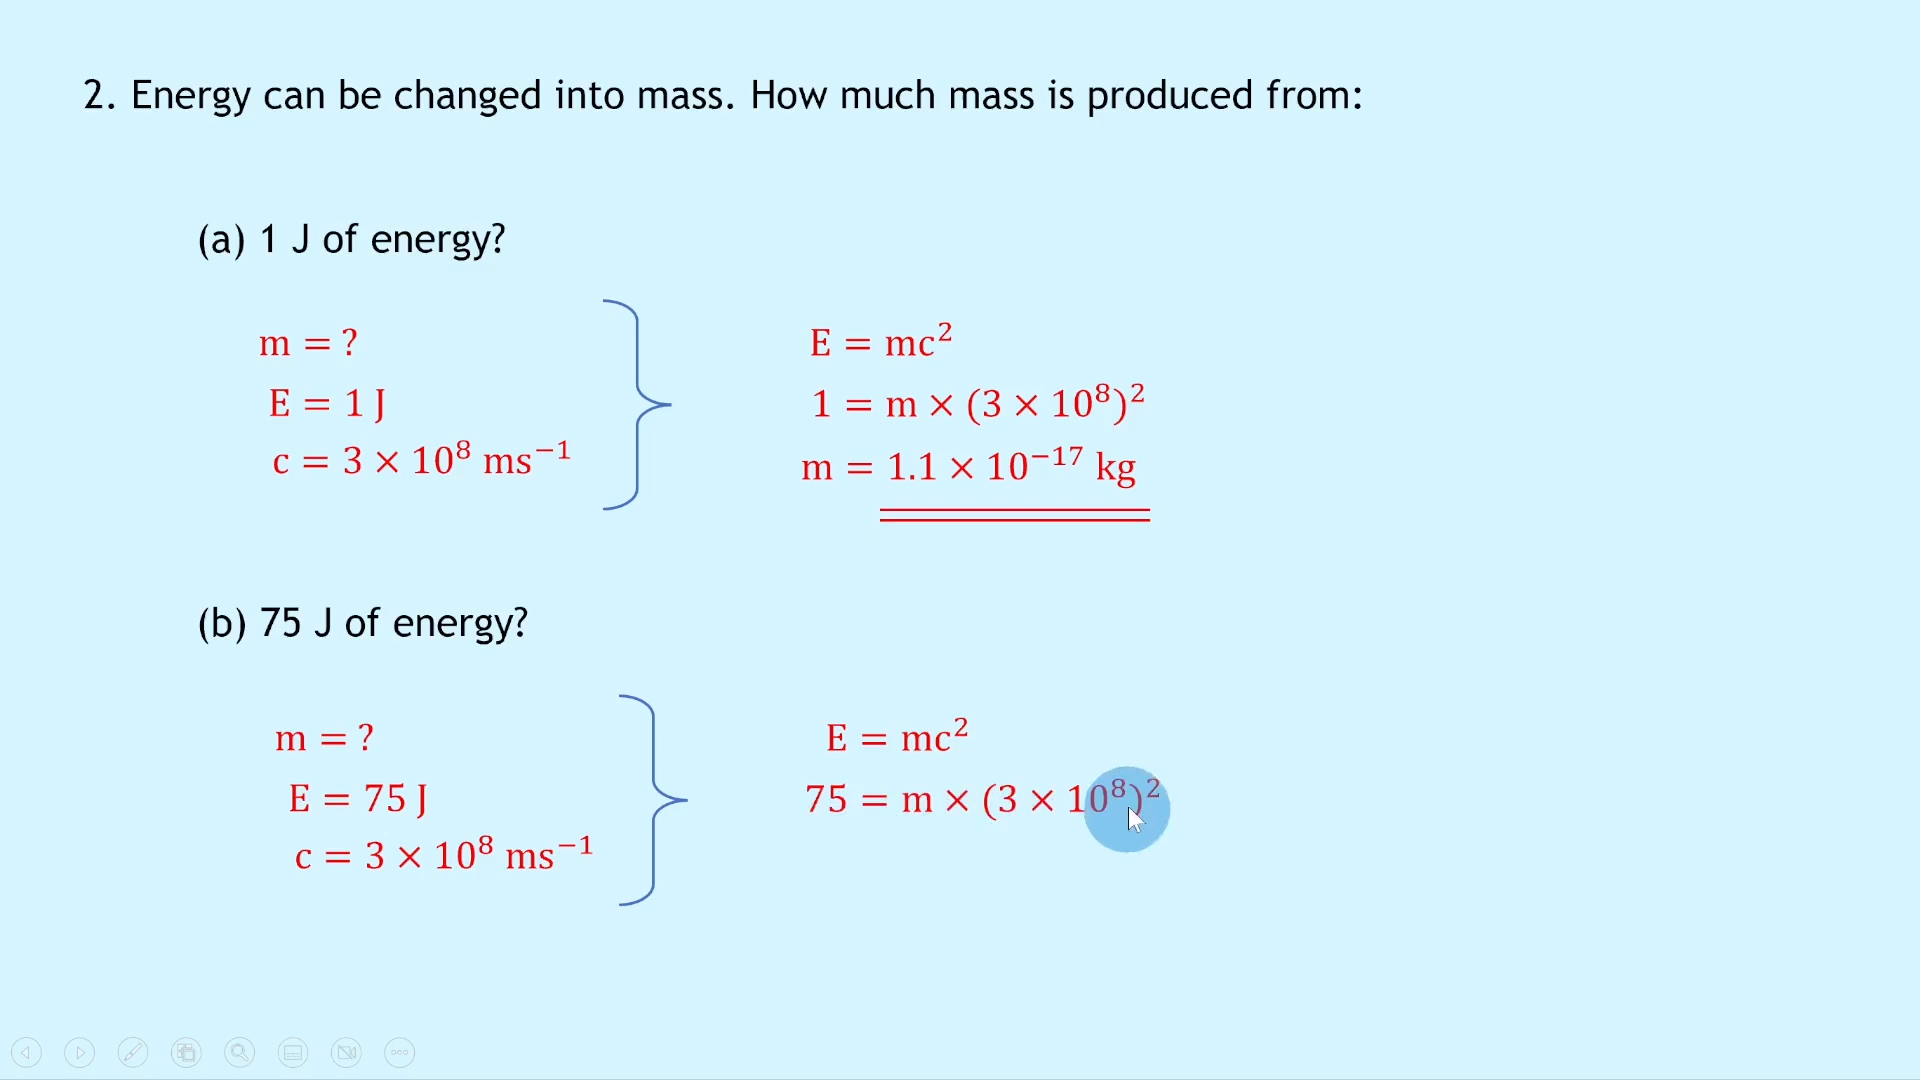 2. Energy can be changed into mass. How much mass is produced from:
(a) 1 J of energy?
m = ?
E = 1 J
c = 3 × 10⁸ ms⁻¹
E = mc²
1 = m × (3 × 10⁸)²
m = 1.1 × 10⁻¹⁷ kg
(b) 75 J of energy?
m = ?
E = 75 J
c = 3 × 10⁸ ms⁻¹
E = mc²
75 = m × (3 × 10⁸)²